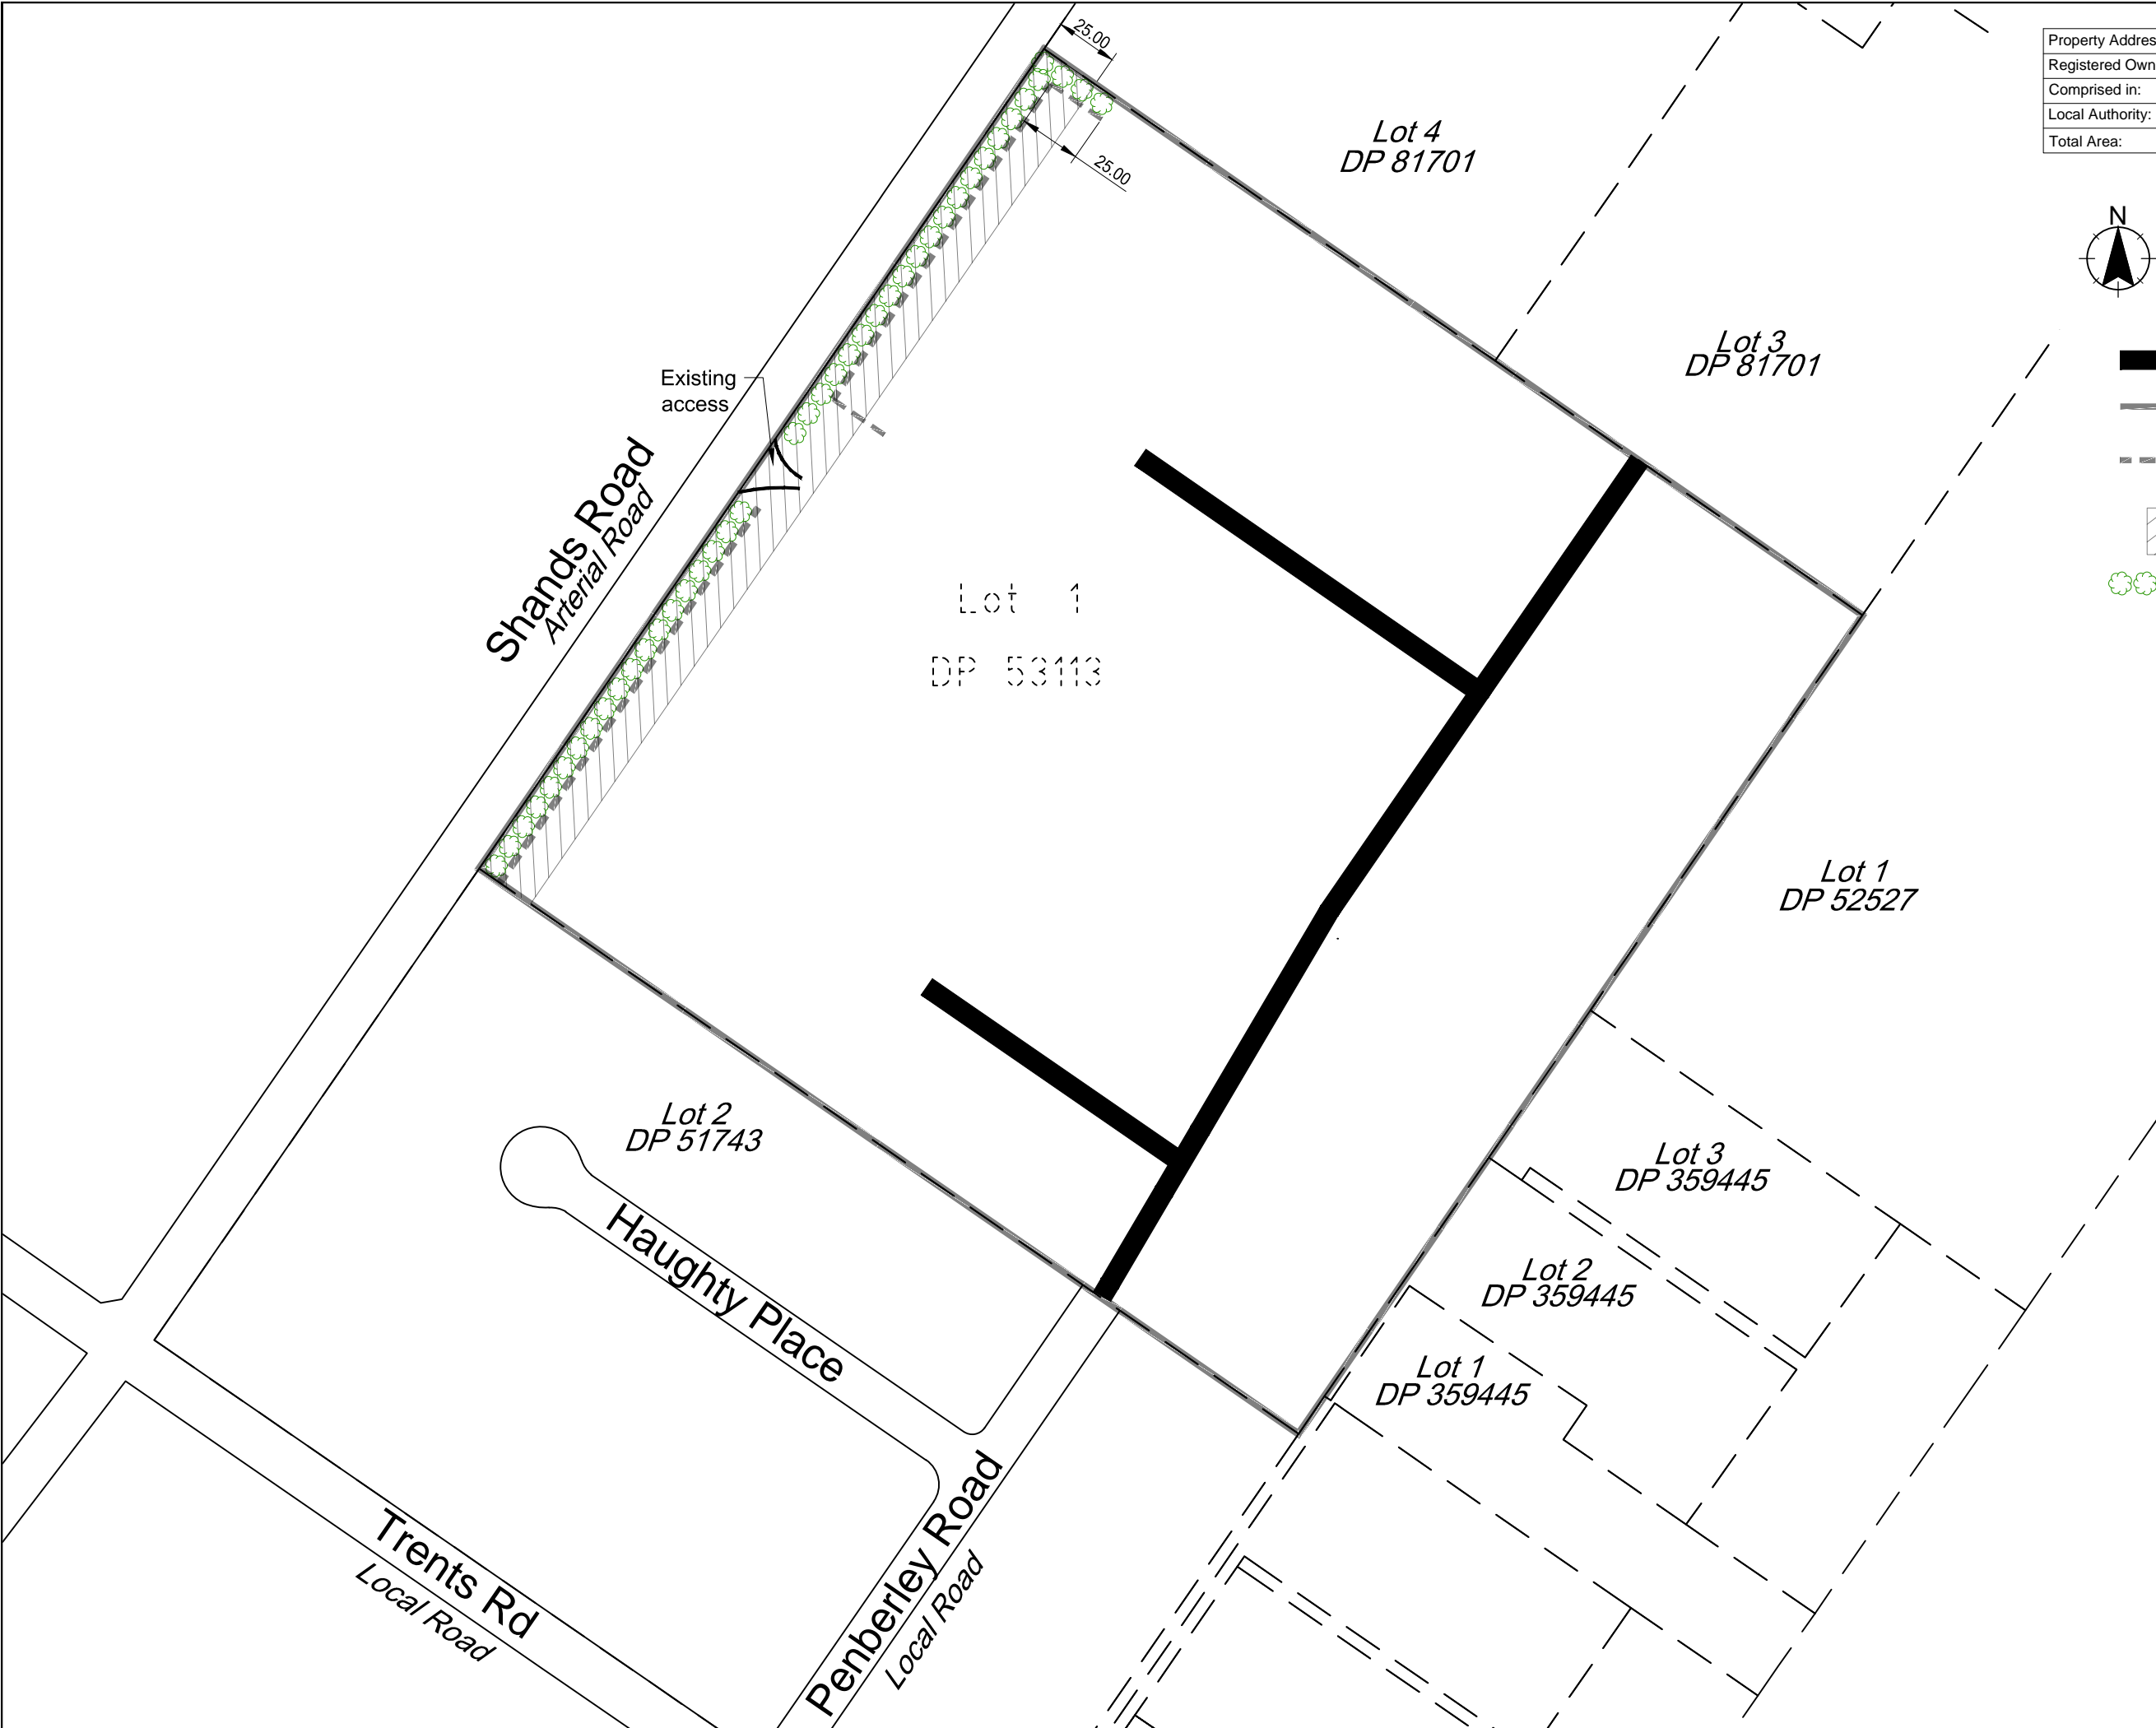 25.00
25.00
Property Addres
Registered Own
Comprised in:
Local Authority:
Total Area:
N
Lot 4
DP 81701
Lot 3
DP 81701
Existing
access
Shands Road
Arterial Road
Lot 1
DP 53113
Lot 1
DP 52527
Lot 2
DP 51743
Haughty Place
Lot 3
DP 359445
Lot 2
DP 359445
Lot 1
DP 359445
Trents Rd
Local Road
Penberley Road
Local Road